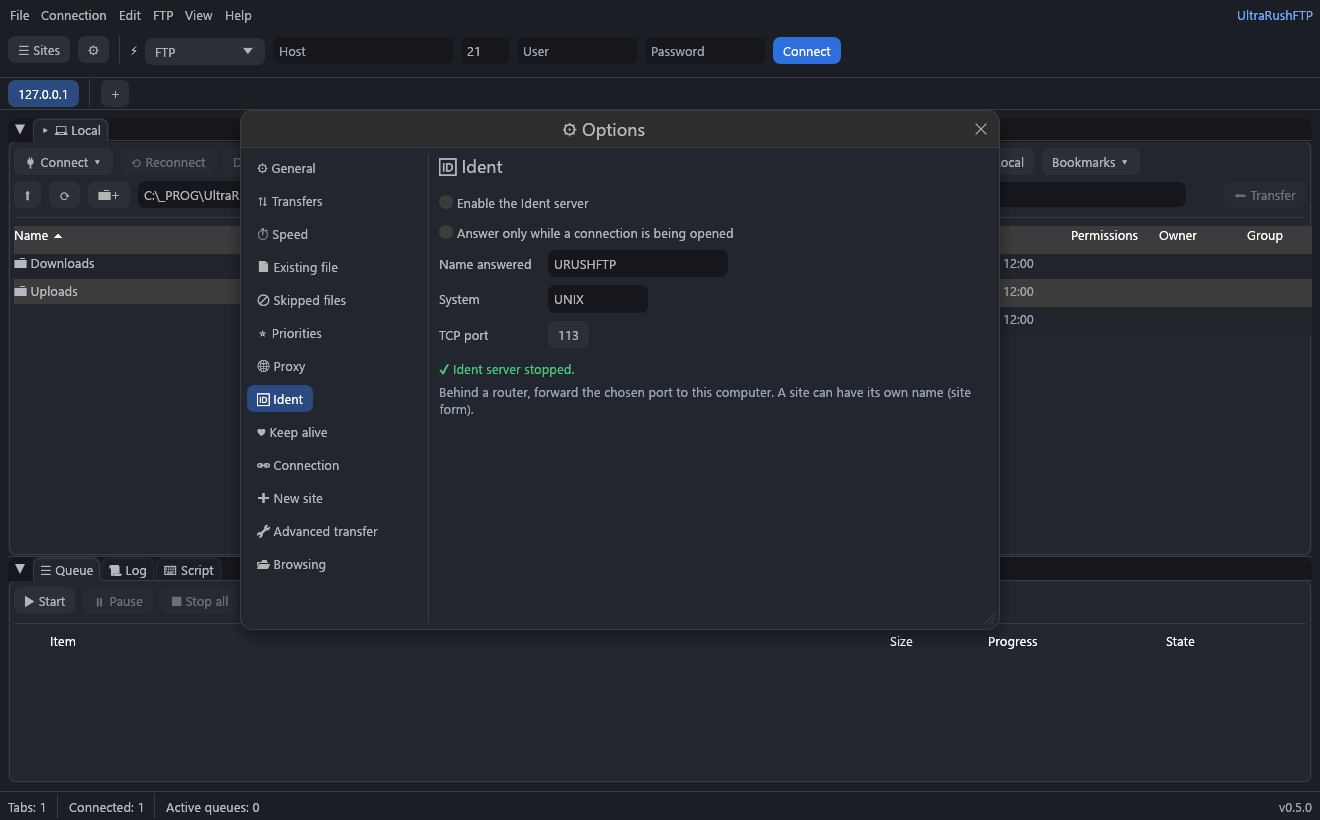 File Connection Edit FTP View Help UltraRushFTP
Sites FTP Host 21 User Password Connect
127.0.0.1 +
Local
Options
Connect Reconnect D ocal Bookmarks
C:\_PROG\UltraR Transfer
Name Permissions Owner Group
Downloads 12:00
Uploads 12:00
12:00
General
Transfers
Speed
Existing file
Skipped files
Priorities
Proxy
Ident
Keep alive
Connection
New site
Advanced transfer
Browsing
Ident
Enable the Ident server
Answer only while a connection is being opened
Name answered URUSHFTP
System UNIX
TCP port 113
✓ Ident server stopped.
Behind a router, forward the chosen port to this computer. A site can have its own name (site
form).
Queue Log Script
Start Pause Stop all
Item Size Progress State
Tabs: 1 Connected: 1 Active queues: 0 v0.5.0